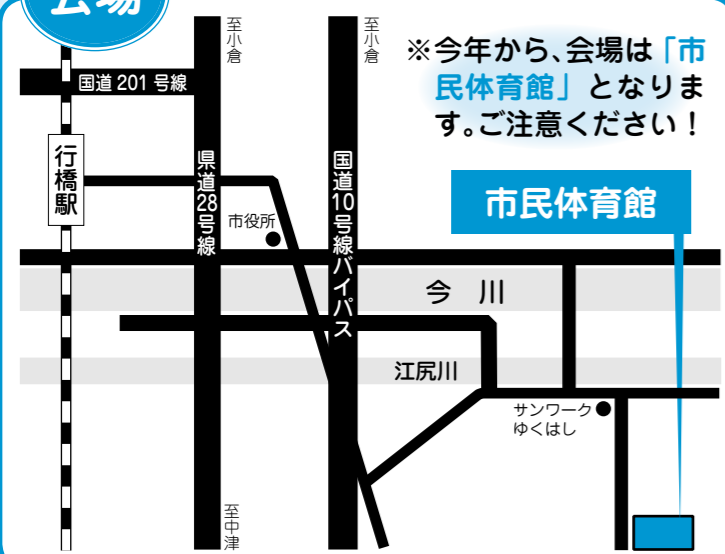 会場
至小倉
至小倉
※今年から、会場は「市
民体育館」となりま
す。ご注意ください！
国道201号線
行橋駅
県道28号線
国道10号線バイパス
市民体育館
市役所
今川
江尻川
サンワーク
ゆくはし
至中津